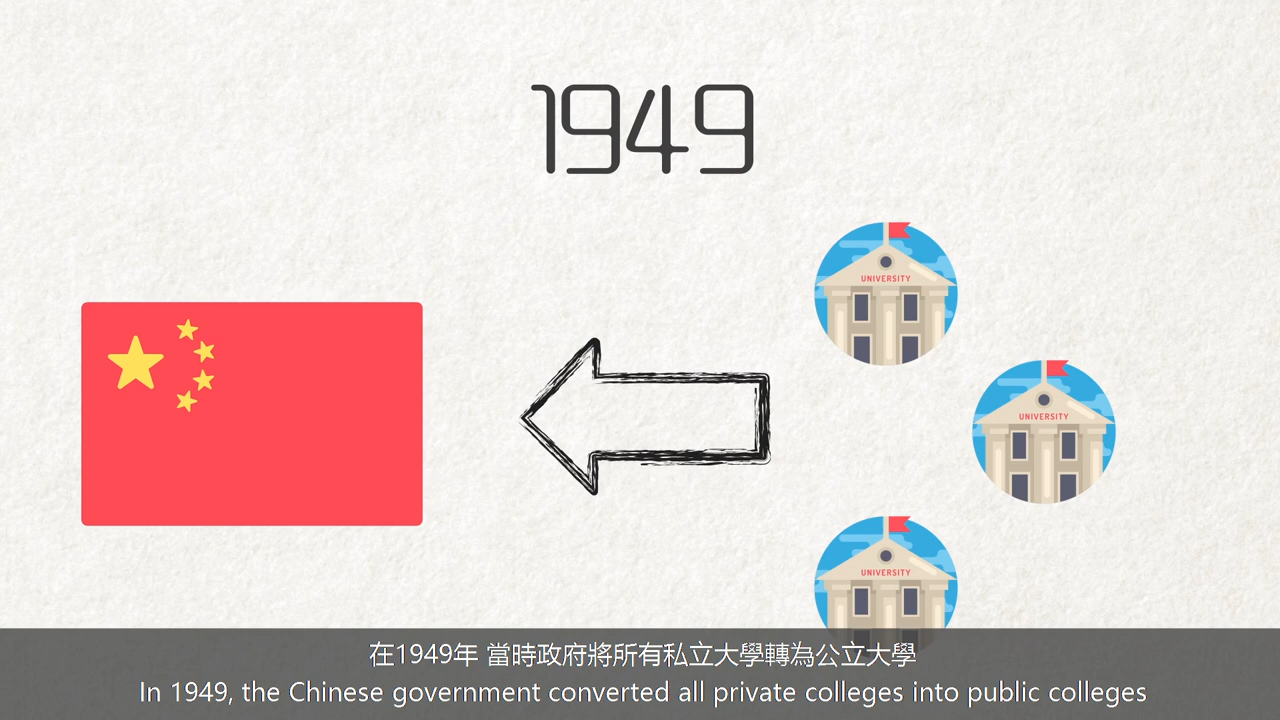 1949
UNIVERSITY
UNIVERSITY
UNIVERSITY
在1949年 當時政府將所有私立大學轉為公立大學
In 1949, the Chinese government converted all private colleges into public colleges